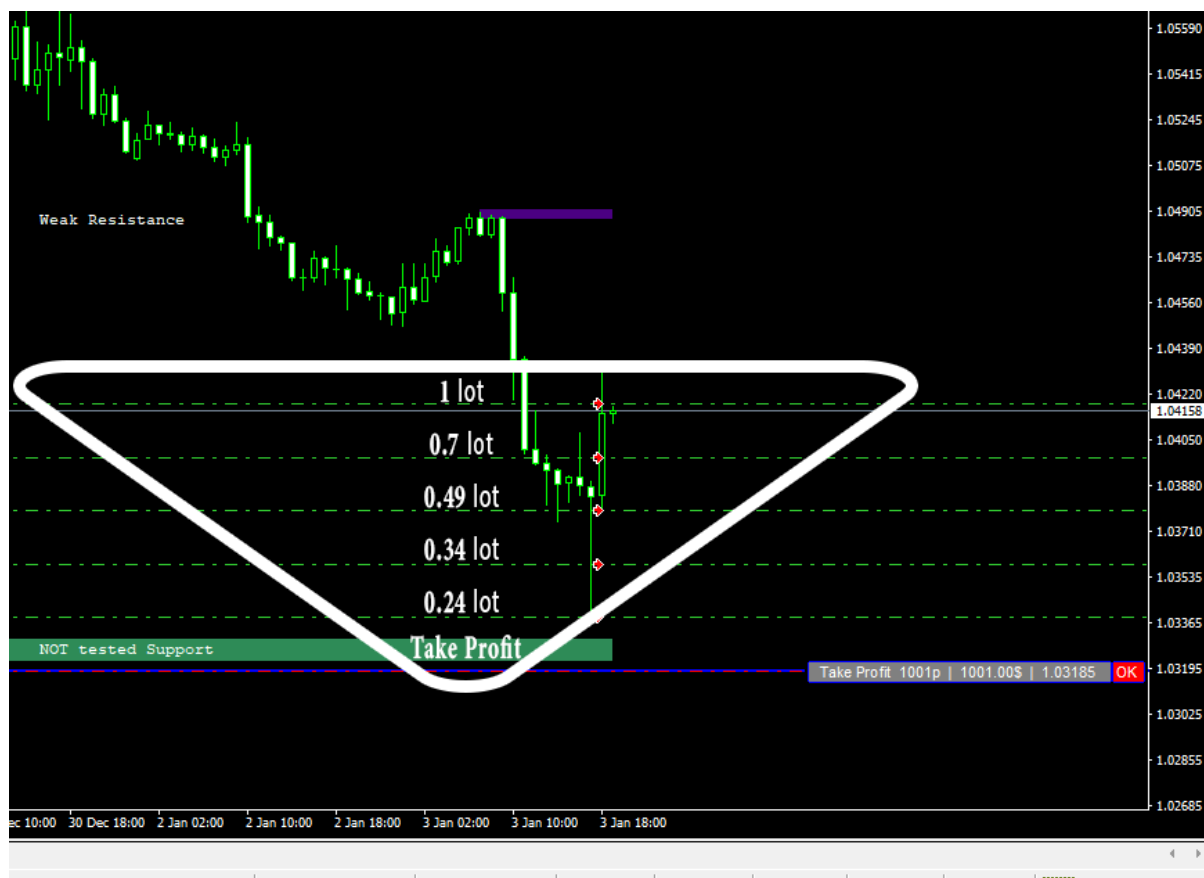 1.05590
1.05415
1.05245
1.05075
Weak Resistance
1.04905
1.04735
1.04560
1.04390
1 lot
1.04220
1.04158
0.7 lot
1.04050
0.49 lot
1.03880
1.03710
0.34 lot
1.03535
0.24 lot
1.03365
NOT tested Support
Take Profit
Take Profit 1001p | 1001.00$ | 1.03185 OK
1.03195
1.03025
1.02855
1.02685
ec 10:00 30 Dec 18:00 2 Jan 02:00 2 Jan 10:00 2 Jan 18:00 3 Jan 02:00 3 Jan 10:00 3 Jan 18:00